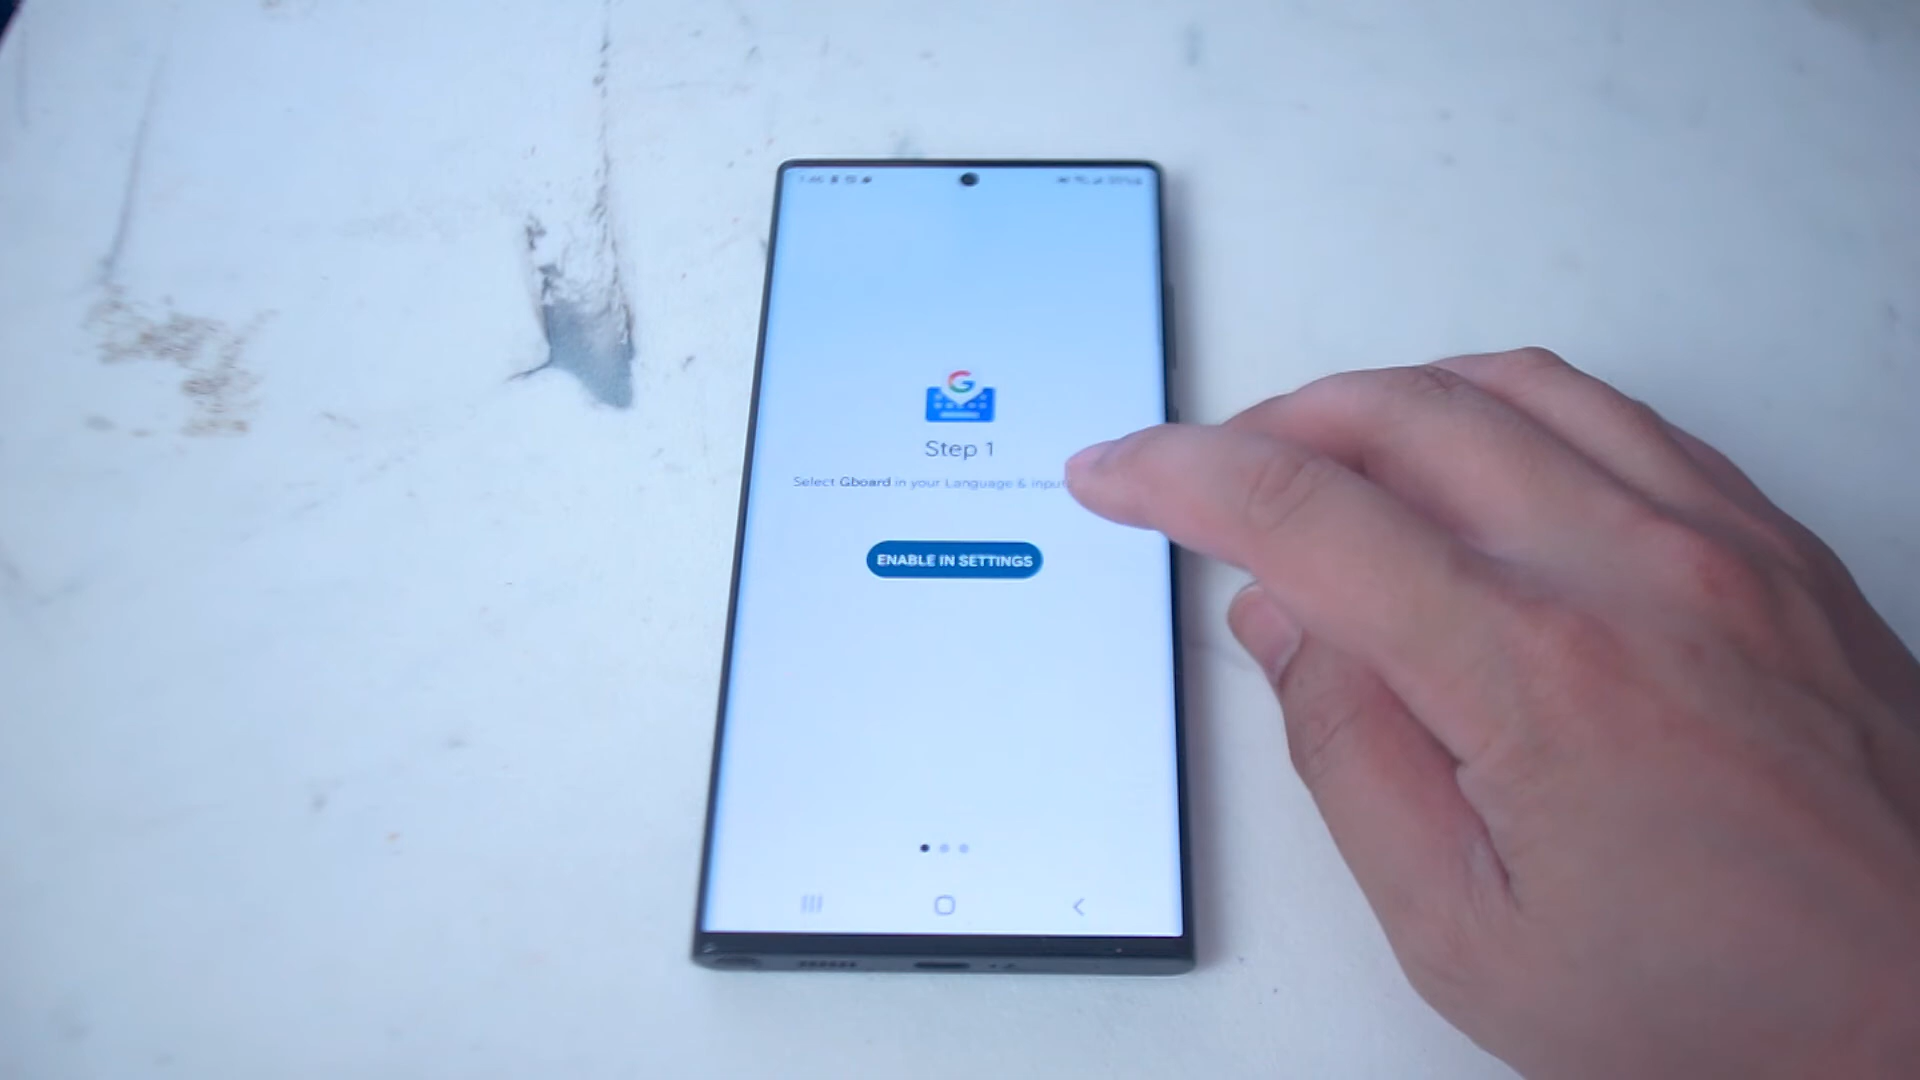 G
Step 1
Select Gboard in your Language & input
ENABLE IN SETTINGS